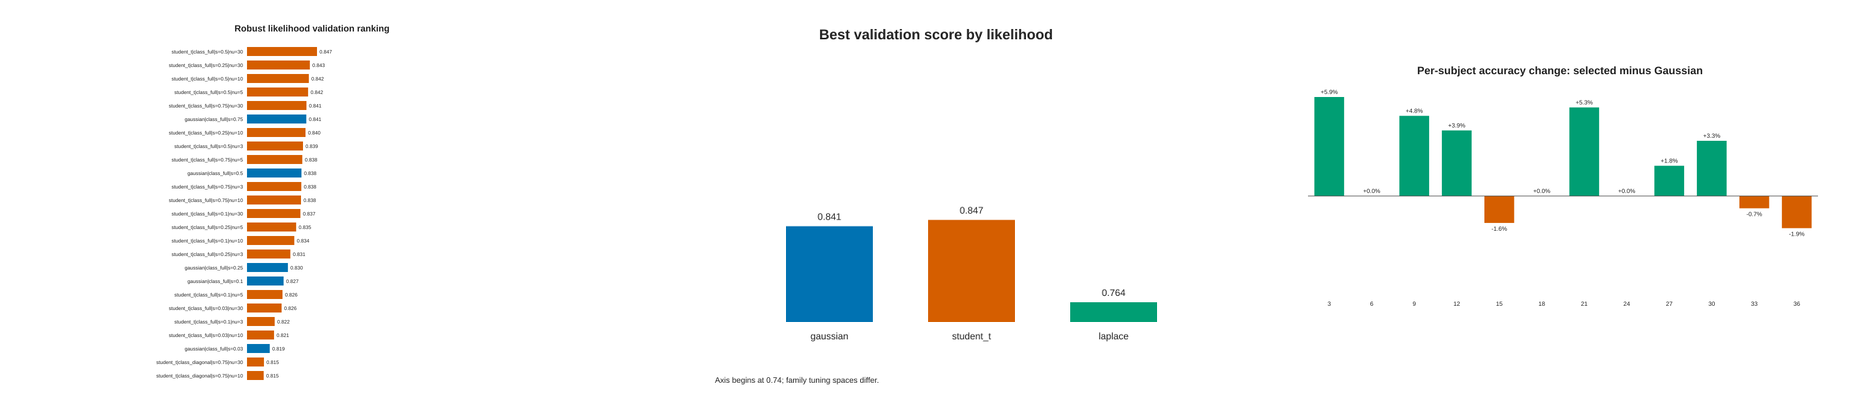 Robust likelihood validation ranking
student_t|class_full|s=0.5|nu=30 0.847
student_t|class_full|s=0.25|nu=30 0.843
student_t|class_full|s=0.5|nu=10 0.842
student_t|class_full|s=0.5|nu=5 0.842
student_t|class_full|s=0.75|nu=30 0.841
gaussian|class_full|s=0.75 0.841
student_t|class_full|s=0.25|nu=10 0.840
student_t|class_full|s=0.5|nu=3 0.839
student_t|class_full|s=0.75|nu=5 0.838
gaussian|class_full|s=0.5 0.838
student_t|class_full|s=0.75|nu=3 0.838
student_t|class_full|s=0.75|nu=10 0.838
student_t|class_full|s=0.1|nu=30 0.837
student_t|class_full|s=0.25|nu=5 0.835
student_t|class_full|s=0.1|nu=10 0.834
student_t|class_full|s=0.25|nu=3 0.831
gaussian|class_full|s=0.25 0.830
gaussian|class_full|s=0.1 0.827
student_t|class_full|s=0.1|nu=5 0.826
student_t|class_full|s=0.03|nu=30 0.826
student_t|class_full|s=0.1|nu=3 0.822
student_t|class_full|s=0.03|nu=10 0.821
gaussian|class_full|s=0.03 0.819
student_t|class_diagonal|s=0.75|nu=30 0.815
student_t|class_diagonal|s=0.75|nu=10 0.815
Best validation score by likelihood
0.841 0.847 0.764
gaussian student_t laplace
Axis begins at 0.74; family tuning spaces differ.
Per-subject accuracy change: selected minus Gaussian
+5.9% +0.0% +4.8% +3.9% -1.6% +0.0% +5.3% +0.0% +1.8% +3.3% -0.7% -1.9%
3 6 9 12 15 18 21 24 27 30 33 36